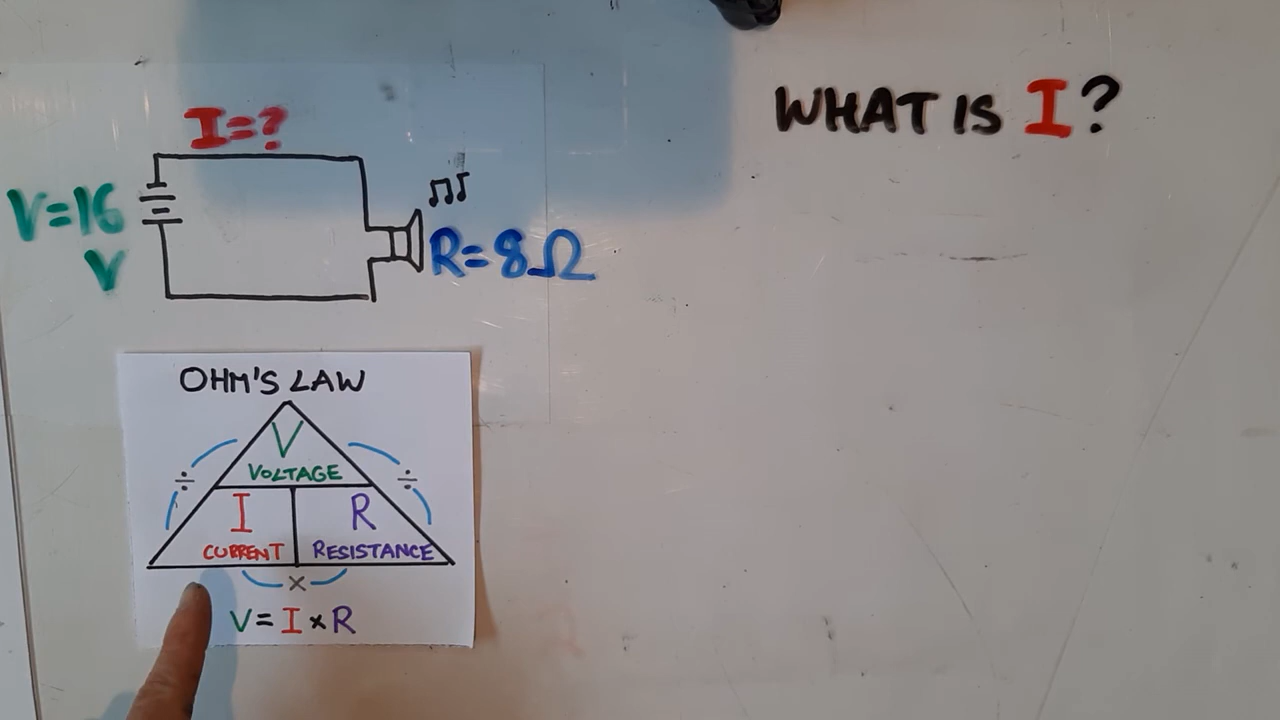 WHAT IS I?
I=?
V=16
V
R=8Ω
OHM'S LAW
V
VOLTAGE
÷
÷
I
R
CURRENT
RESISTANCE
×
V=I×R